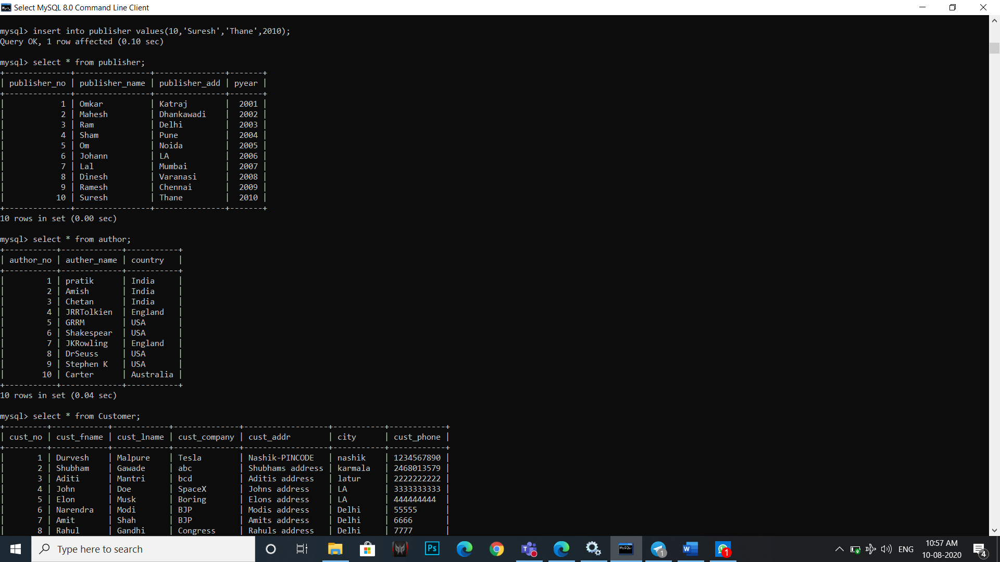 Select MySQL 8.0 Command Line Client
mysql> insert into publisher values(10,'Suresh','Thane',2010);
Query OK, 1 row affected (0.10 sec)
mysql> select * from publisher;
+--------------+----------------+---------------+-------+
| publisher_no | publisher_name | publisher_add | pyear |
+--------------+----------------+---------------+-------+
|            1 | Omkar          | Katraj        |  2001 |
|            2 | Mahesh         | Dhankawadi    |  2002 |
|            3 | Ram            | Delhi         |  2003 |
|            4 | Sham           | Pune          |  2004 |
|            5 | Om             | Noida         |  2005 |
|            6 | Johann         | LA            |  2006 |
|            7 | Lal            | Mumbai        |  2007 |
|            8 | Dinesh         | Varanasi      |  2008 |
|            9 | Ramesh         | Chennai       |  2009 |
|           10 | Suresh         | Thane         |  2010 |
+--------------+----------------+---------------+-------+
10 rows in set (0.00 sec)
mysql> select * from author;
+-----------+-------------+-----------+
| author_no | auther_name | country   |
+-----------+-------------+-----------+
|         1 | pratik      | India     |
|         2 | Amish       | India     |
|         3 | Chetan      | India     |
|         4 | JRRTolkien  | England   |
|         5 | GRRM        | USA       |
|         6 | Shakespear  | USA       |
|         7 | JKRowling   | England   |
|         8 | DrSeuss     | USA       |
|         9 | Stephen K   | USA       |
|        10 | Carter      | Australia |
+-----------+-------------+-----------+
10 rows in set (0.04 sec)
mysql> select * from Customer;
+---------+------------+------------+--------------+------------------+-----------+------------+
| cust_no | cust_fname | cust_lname | cust_company | cust_addr        | city      | cust_phone |
+---------+------------+------------+--------------+------------------+-----------+------------+
|       1 | Durvesh    | Malpure    | Tesla        | Nashik-PINCODE   | nashik    | 1234567890 |
|       2 | Shubham    | Gawade     | abc          | Shubhams address | karmala   | 2468013579 |
|       3 | Aditi      | Mantri     | bcd          | Aditis address   | latur     | 2222222222 |
|       4 | John       | Doe        | SpaceX       | Johns address    | LA        | 3333333333 |
|       5 | Elon       | Musk       | Boring       | Elons address    | LA        | 444444444  |
|       6 | Narendra   | Modi       | BJP          | Modis address    | Delhi     | 55555      |
|       7 | Amit       | Shah       | BJP          | Amits address    | Delhi     | 6666       |
|       8 | Rahul      | Gandhi     | Congress     | Rahuls address   | Delhi     | 7777       |
Type here to search
Ps
T
MySQL
1
W
1
ENG
10:57 AM
10-08-2020
4